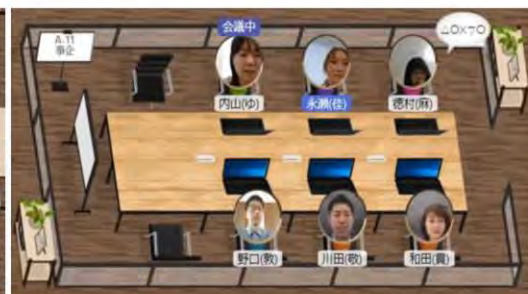 会議中
A-11
事企
40x70
内山(ゆ)
永瀬(佳)
徳村(麻)
野口(敦)
川田(敬)
和田(貴)